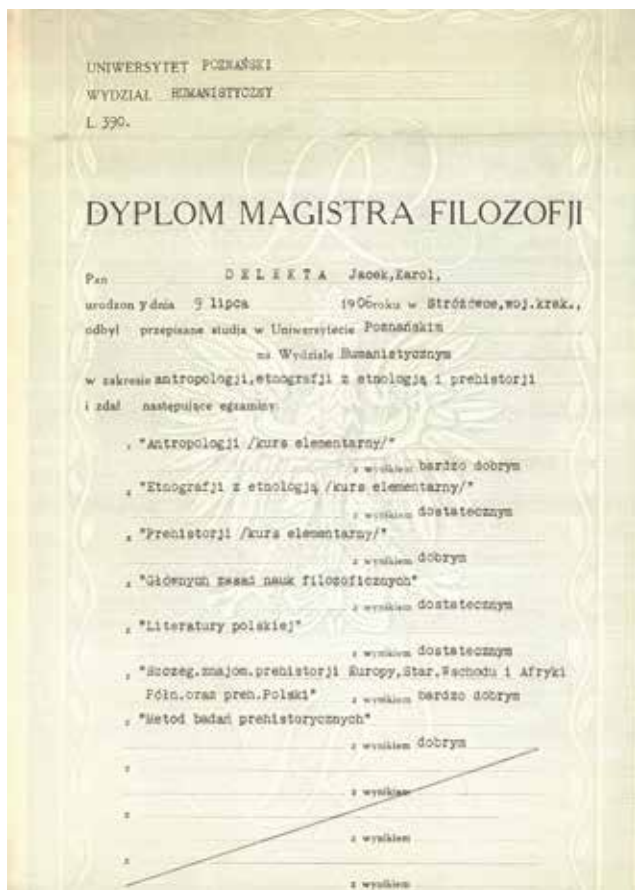 UNIWERSYTET POZNAŃSKI
WYDZIAŁ HUMANISTYCZNY
L. 390.
DYPLOM MAGISTRA FILOZOFJI
Pan DELEKTA Jacek,Karol,
urodzony dnia 9 lipca 1906 roku w Stróżowce,woj.krak.,
odbył przepisane studja w Uniwersytecie Poznańskim
na Wydziale Humanistycznym
w zakresie antropologji,etnografji z etnologją i prehistorji
i zdał następujące egzaminy:
z "Antropologji /kurs elementarny/"
z wynikiem bardzo dobrym
z "Etnografji z etnologją /kurs elementarny/"
z wynikiem dostatecznym
z "Prehistorji /kurs elementarny/"
z wynikiem dobrym
z "Głównych zasad nauk filozoficznych"
z wynikiem dostatecznym
z "Literatury polskiej"
z wynikiem dostatecznym
z "Szczeg.znajom.prehistorji Europy,Star.Wschodu i Afryki
Półn.oraz preh.Polski" z wynikiem bardzo dobrym
z "Metod badań prehistorycznych"
z wynikiem dobrym
z
z wynikiem
z
z wynikiem
z
z wynikiem